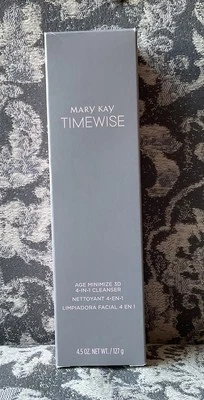 MARY KAY
TIMEWISE
AGE MINIMIZE 3D
4-IN-1 CLEANSER
NETTOYANT 4-EN-1
LIMPIADORA FACIAL 4 EN 1
4.5 OZ. NET WT. / 127 g